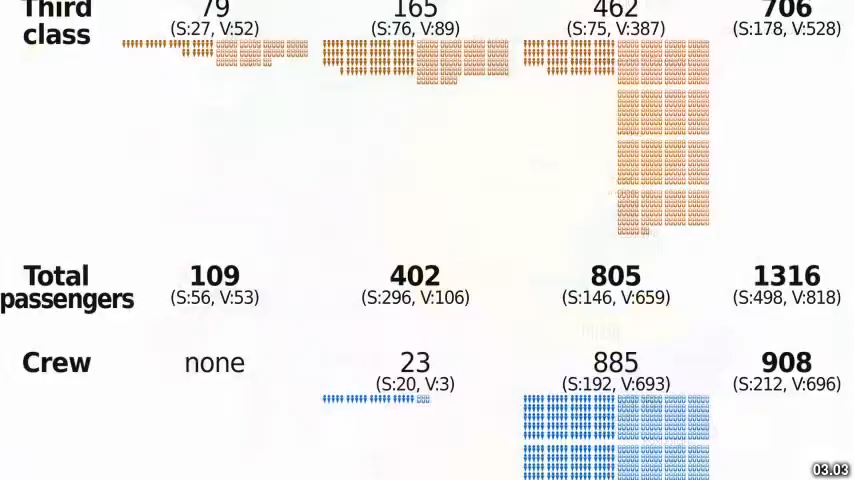 Third 79 165 462 706
class (S:27, V:52) (S:76, V:89) (S:75, V:387) (S:178, V:528)
Total 109 402 805 1316
passengers (S:56, V:53) (S:296, V:106) (S:146, V:659) (S:498, V:818)
Crew none 23 885 908
(S:20, V:3) (S:192, V:693) (S:212, V:696)
03.03